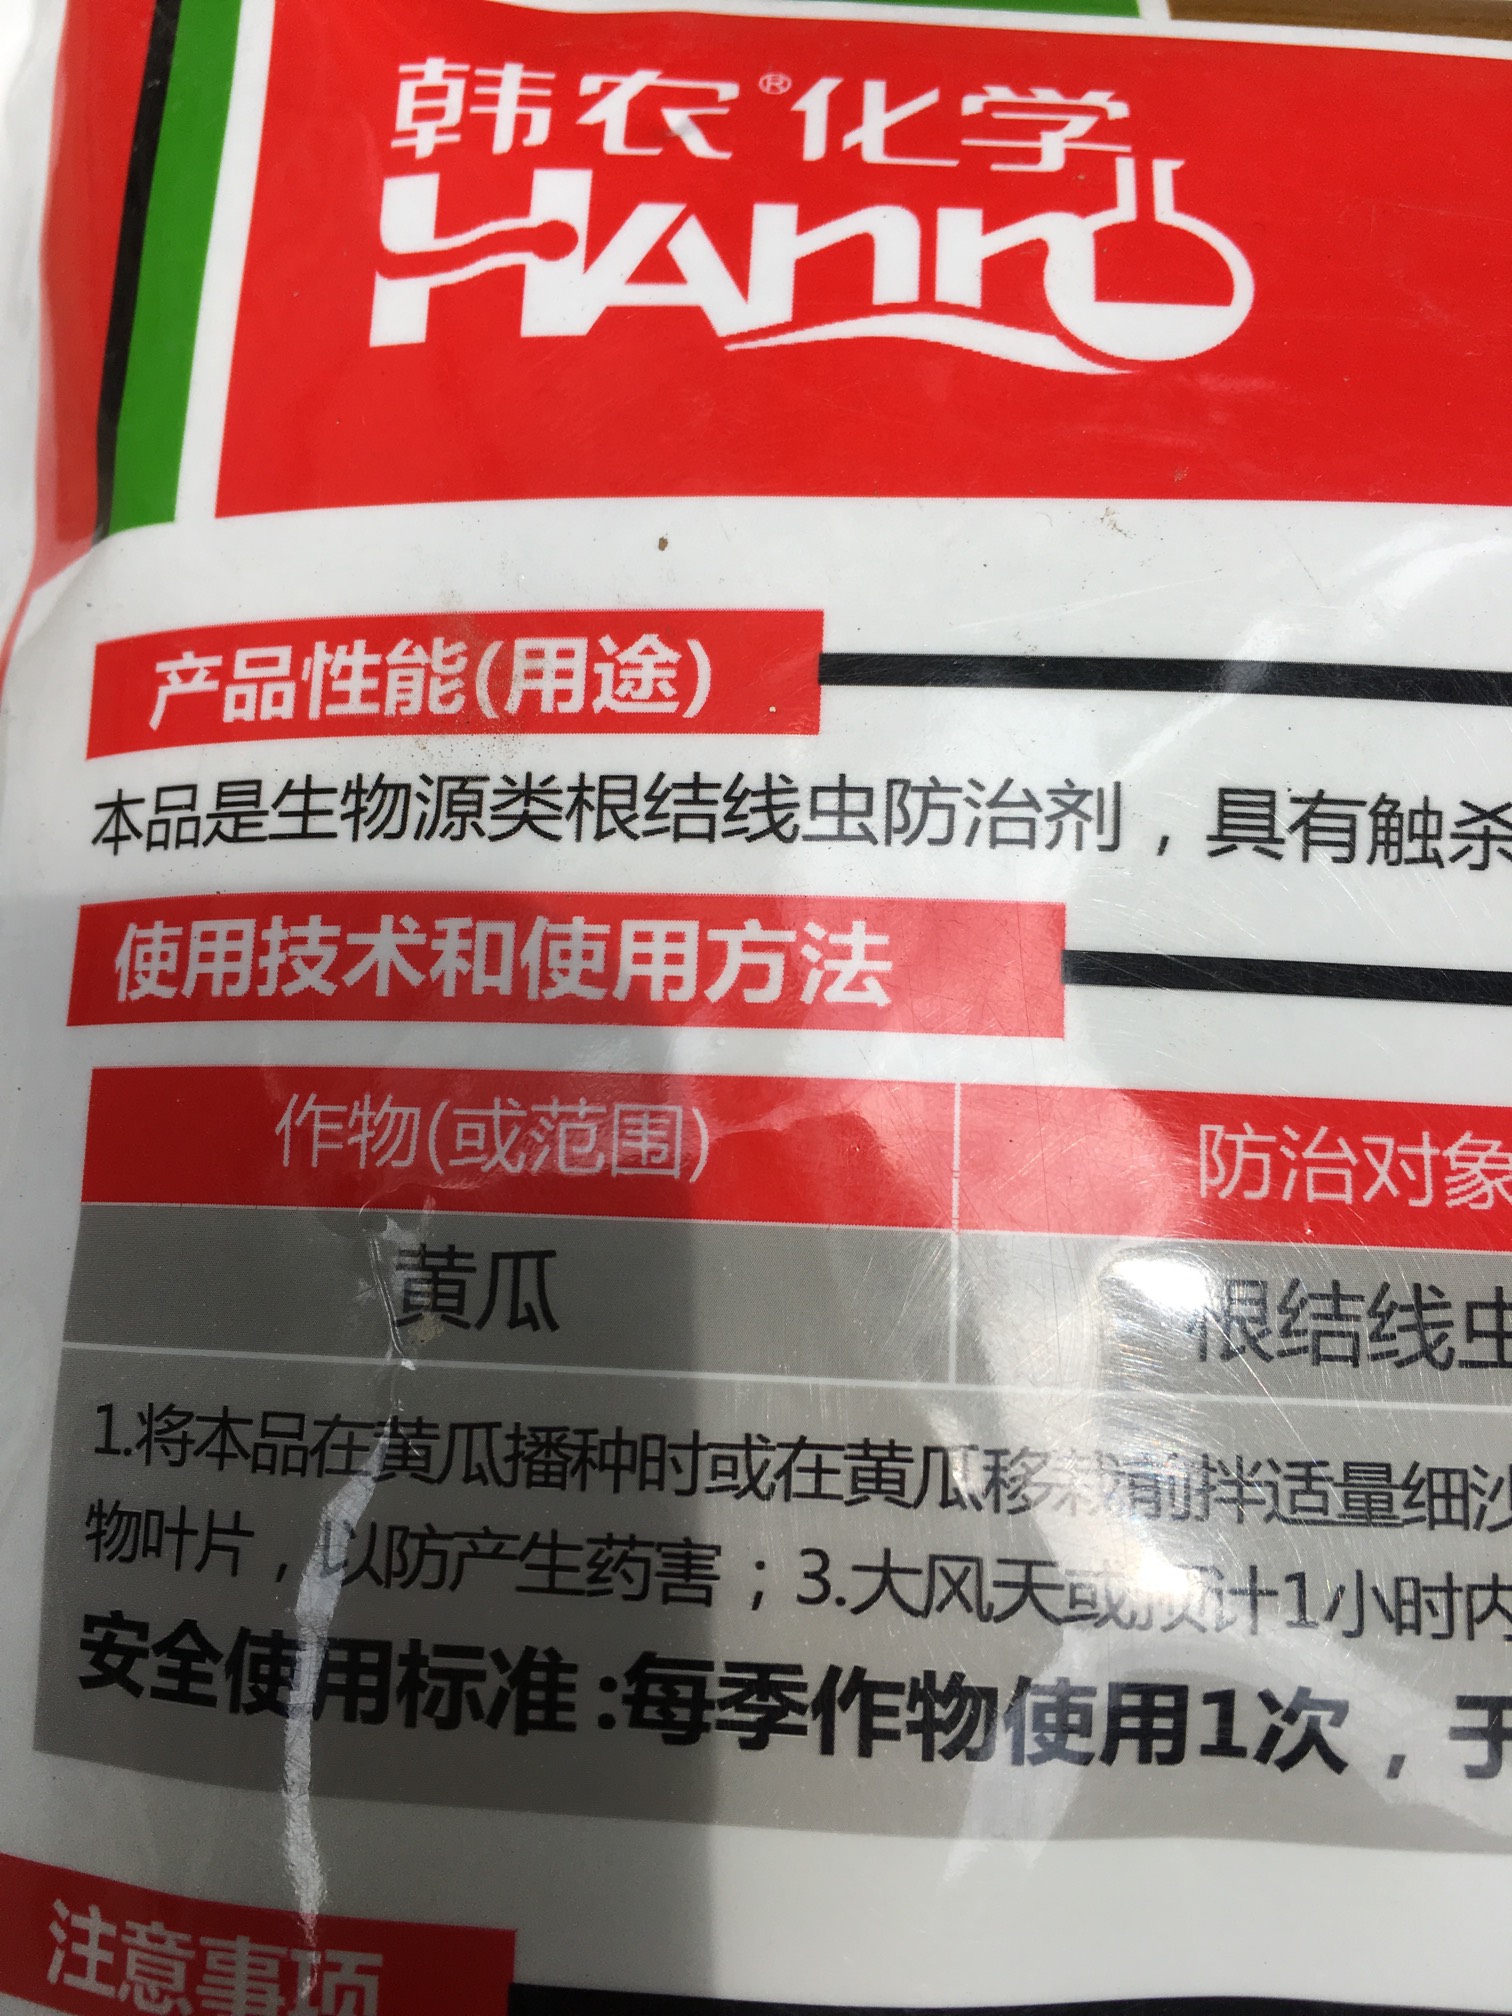 韩农®化学
HAnnO
产品性能(用途)
本品是生物源类根结线虫防治剂，具有触杀
使用技术和使用方法
作物(或范围) 防治对象
黄瓜 根结线虫
1.将本品在黄瓜播种时或在黄瓜移栽前拌适量细沙
物叶片，以防产生药害；3.大风天或预计1小时内
安全使用标准:每季作物使用1次，于
注意事项